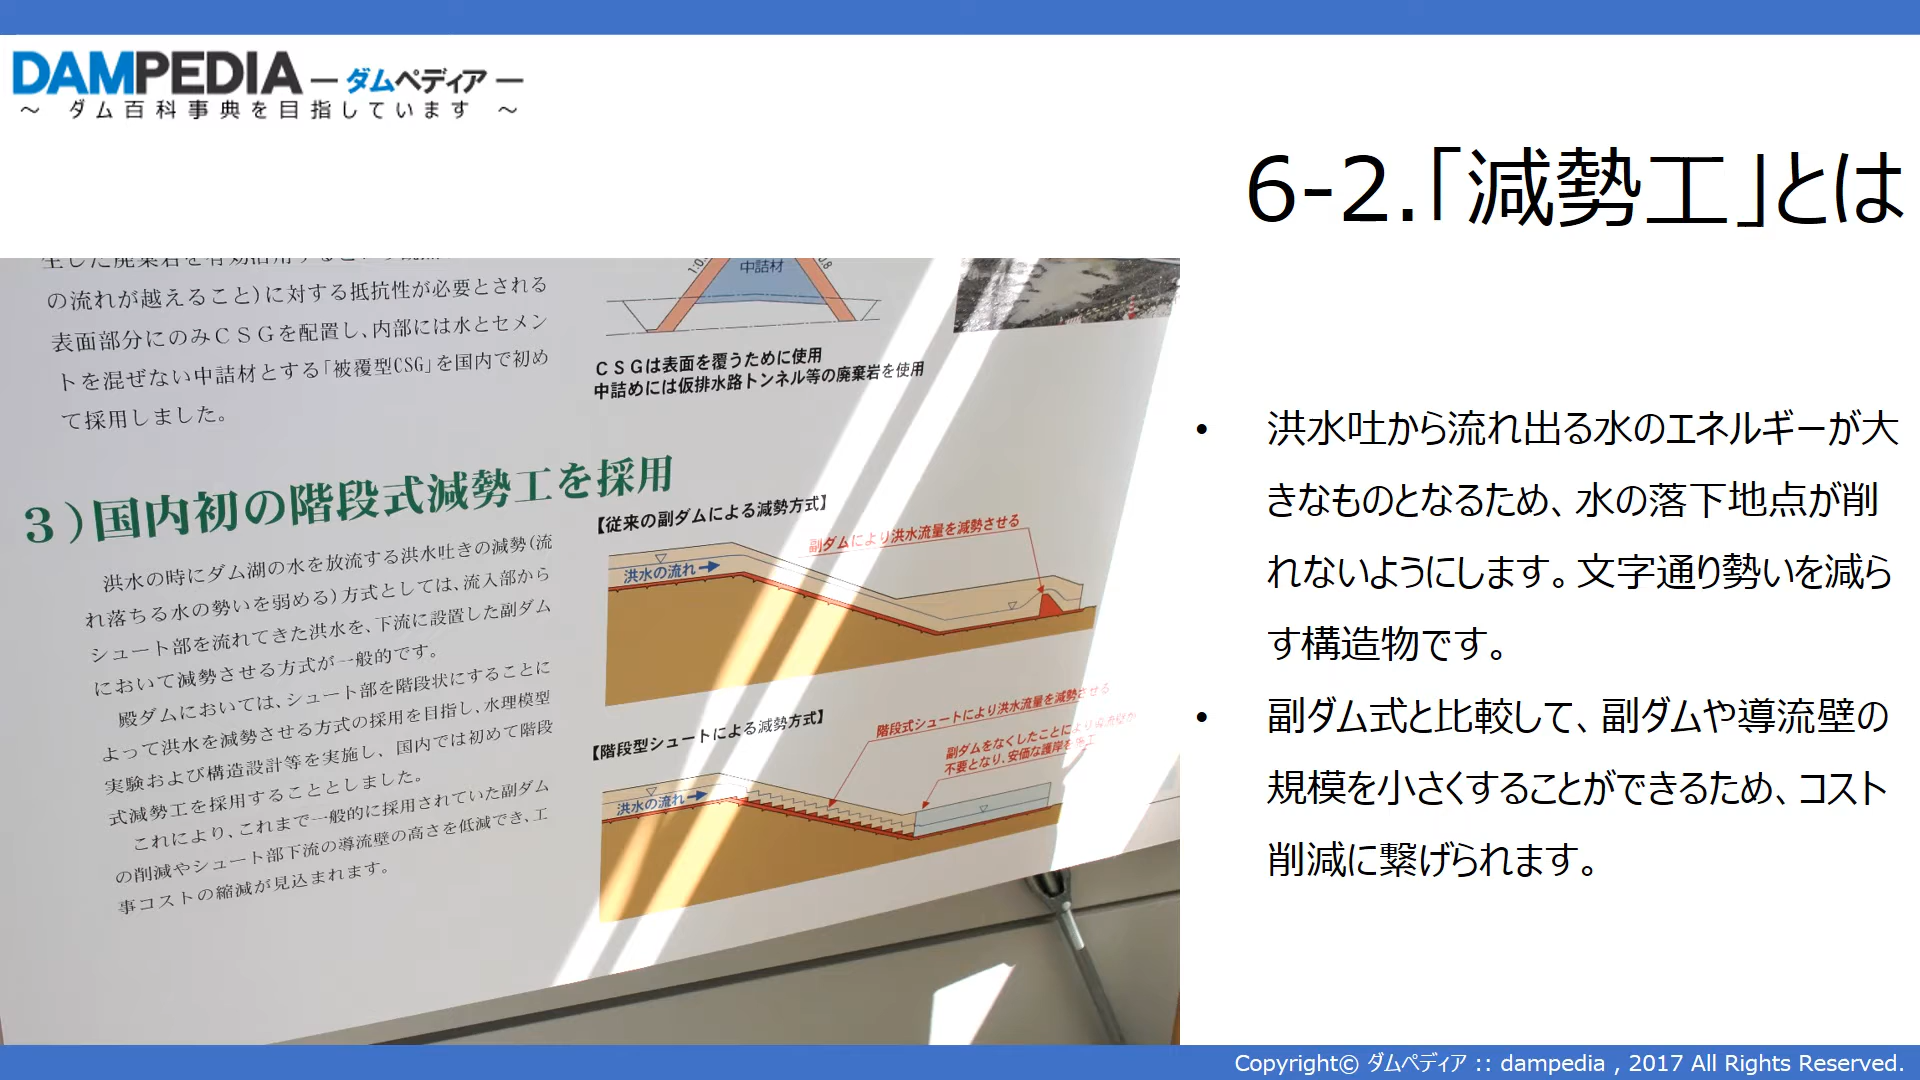 DAMPEDIA ― ダムペディア ―
～ ダム百科事典を目指しています ～
6-2.「減勢工」とは
の流れが越えること)に対する抵抗性が必要とされる
表面部分にのみＣＳＧを配置し、内部には水とセメン
トを混ぜない中詰材とする「被覆型CSG」を国内で初め
て採用しました。
中詰材
ＣＳＧは表面を覆うために使用
中詰めには仮排水路トンネル等の廃棄岩を使用
３）国内初の階段式減勢工を採用
洪水の時にダム湖の水を放流する洪水吐きの減勢(流
れ落ちる水の勢いを弱める)方式としては、流入部から
シュート部を流れてきた洪水を、下流に設置した副ダム
において減勢させる方式が一般的です。
殿ダムにおいては、シュート部を階段状にすることに
よって洪水を減勢させる方式の採用を目指し、水理模型
実験および構造設計等を実施し、国内では初めて階段
式減勢工を採用することとしました。
これにより、これまで一般的に採用されていた副ダム
の削減やシュート部下流の導流壁の高さを低減でき、工
事コストの縮減が見込まれます。
【従来の副ダムによる減勢方式】
副ダムにより洪水流量を減勢させる
洪水の流れ
【階段型シュートによる減勢方式】
階段式シュートにより洪水流量を減勢させる
副ダムをなくしたことにより導流壁が
不要となり、安価な護岸を施工
洪水の流れ
• 洪水吐から流れ出る水のエネルギーが大
きなものとなるため、水の落下地点が削
れないようにします。文字通り勢いを減ら
す構造物です。
• 副ダム式と比較して、副ダムや導流壁の
規模を小さくすることができるため、コスト
削減に繋げられます。
Copyright© ダムペディア :: dampedia , 2017 All Rights Reserved.